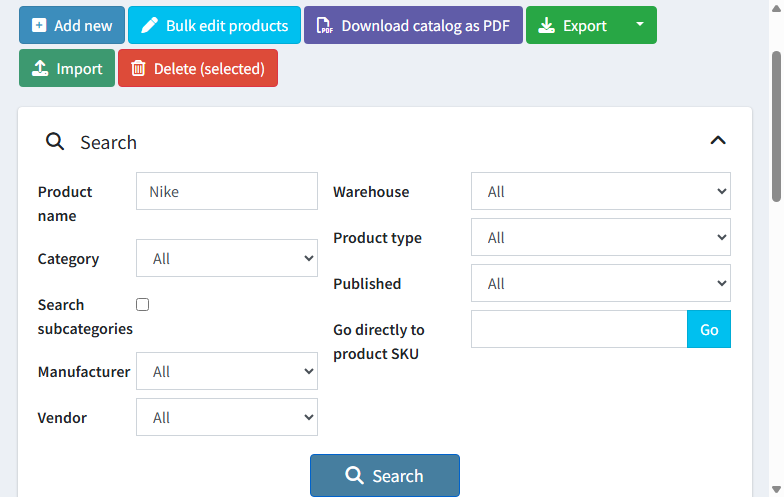 Add new
Bulk edit products
PDF
Download catalog as PDF
Export
Import
Delete (selected)
Search
Product name
Nike
Category
All
Search subcategories
Manufacturer
All
Vendor
All
Warehouse
All
Product type
All
Published
All
Go directly to product SKU
Go
Search